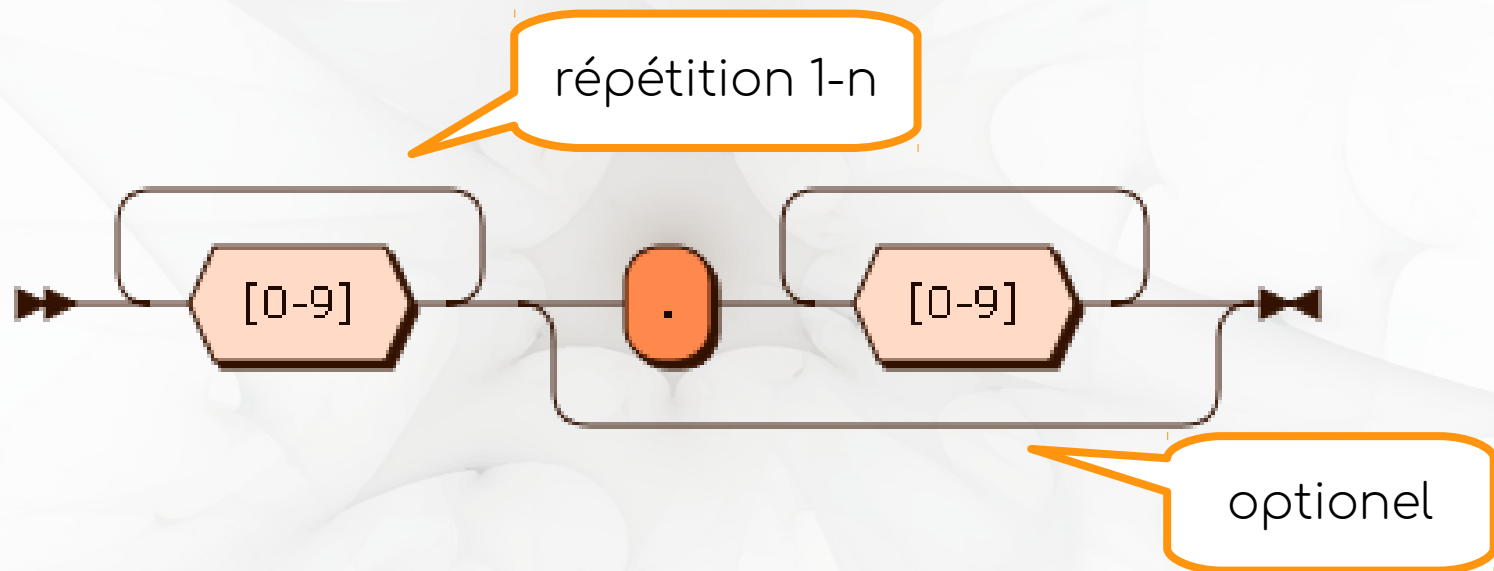 répétition 1-n
[0-9]
.
[0-9]
optionel